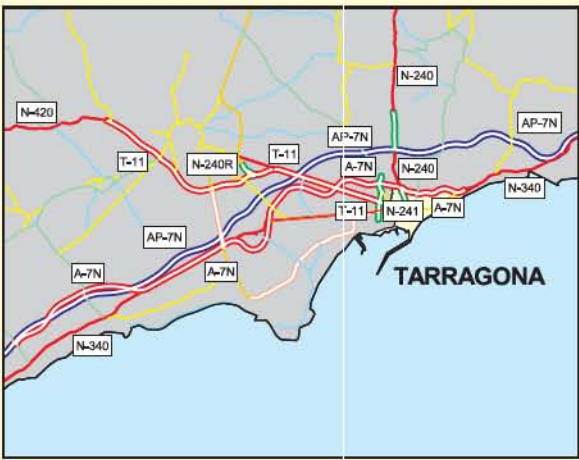 N-240
N-420
AP-7N
AP-7N
T-11
N-240R
T-11
A-7N
N-240
N-340
T-11
N-241
A-7N
AP-7N
A-7N
A-7N
TARRAGONA
N-340